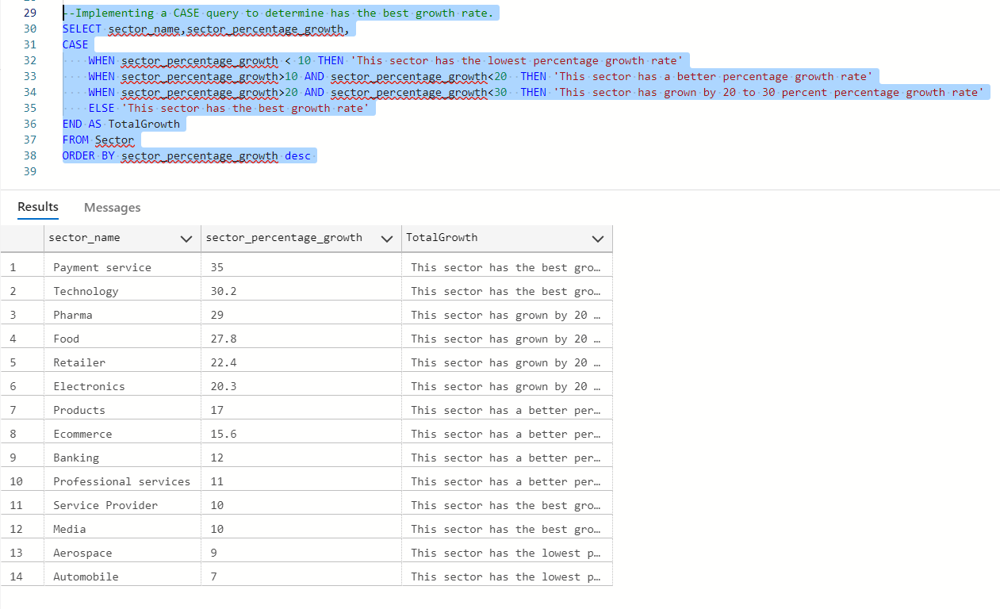 29 --Implementing a CASE query to determine has the best growth rate.
30 SELECT sector_name,sector_percentage_growth,
31 CASE
32 WHEN sector_percentage_growth < 10 THEN 'This sector has the lowest percentage growth rate'
33 WHEN sector_percentage_growth>10 AND sector_percentage_growth<20 THEN 'This sector has a better percentage growth rate'
34 WHEN sector_percentage_growth>20 AND sector_percentage_growth<30 THEN 'This sector has grown by 20 to 30 percent percentage growth rate'
35 ELSE 'This sector has the best growth rate'
36 END AS TotalGrowth
37 FROM Sector
38 ORDER BY sector_percentage_growth desc
39
Results Messages
sector_name sector_percentage_growth TotalGrowth
1 Payment service 35 This sector has the best gro…
2 Technology 30.2 This sector has the best gro…
3 Pharma 29 This sector has grown by 20 …
4 Food 27.8 This sector has grown by 20 …
5 Retailer 22.4 This sector has grown by 20 …
6 Electronics 20.3 This sector has grown by 20 …
7 Products 17 This sector has a better per…
8 Ecommerce 15.6 This sector has a better per…
9 Banking 12 This sector has a better per…
10 Professional services 11 This sector has a better per…
11 Service Provider 10 This sector has the best gro…
12 Media 10 This sector has the best gro…
13 Aerospace 9 This sector has the lowest p…
14 Automobile 7 This sector has the lowest p…